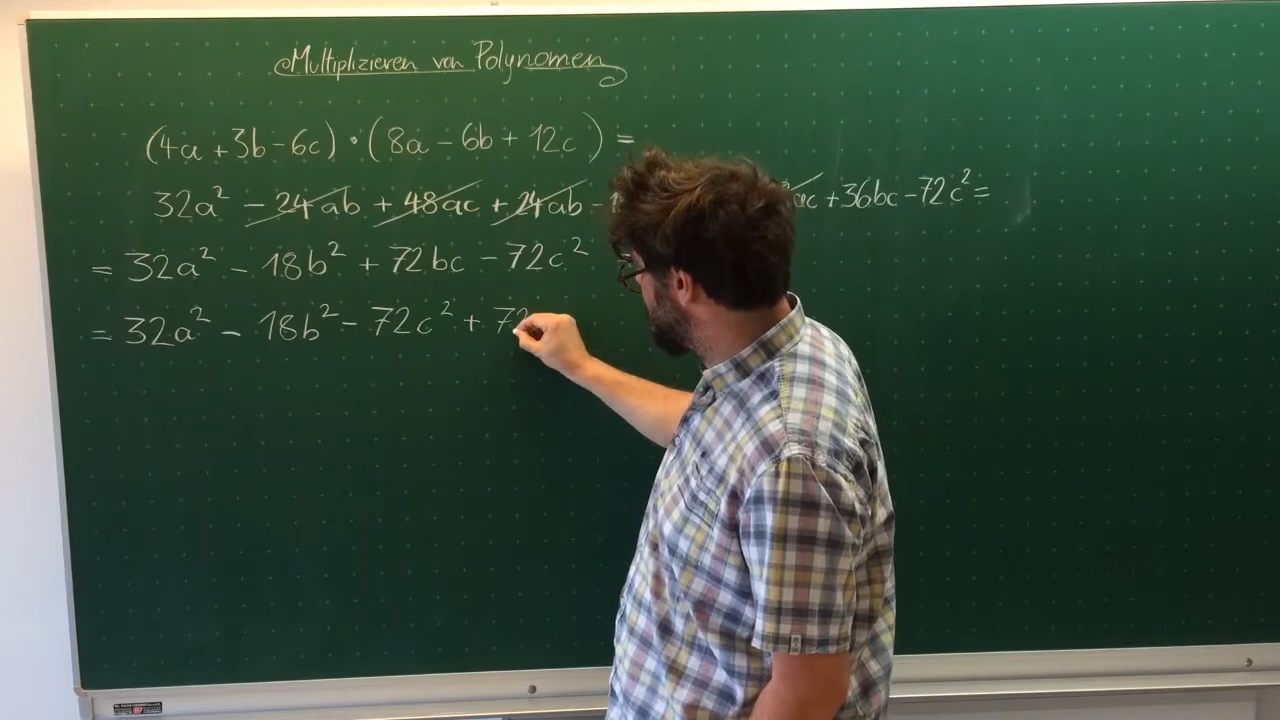 Multiplizieren von Polynomen
(4a + 3b - 6c) · (8a - 6b + 12c) =
32a² - 24ab + 48ac + 24ab - ac + 36bc - 72c² =
= 32a² - 18b² + 72bc - 72c²
= 32a² - 18b² - 72c² + 72